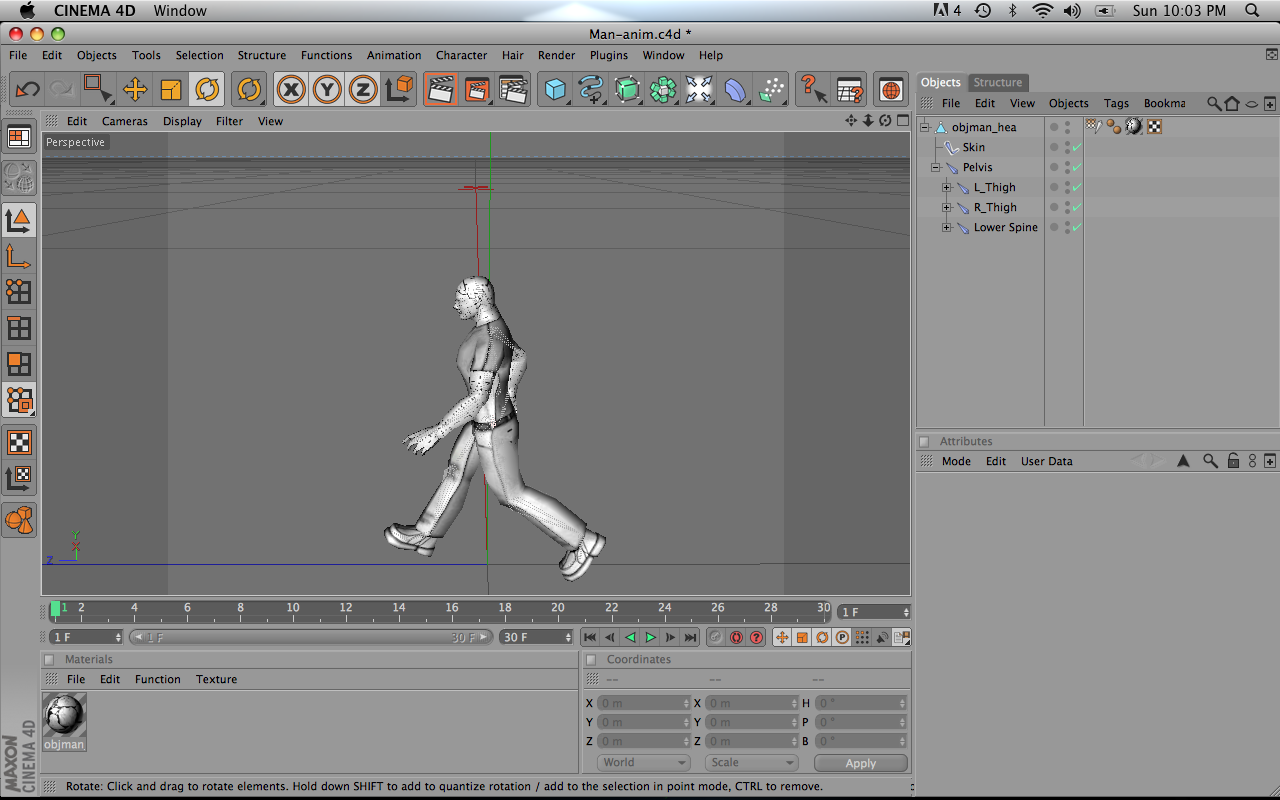 CINEMA 4D Window 4 Sun 10:03 PM
Man-anim.c4d *
File Edit Objects Tools Selection Structure Functions Animation Character Hair Render Plugins Window Help
X Y Z
Objects Structure
File Edit View Objects Tags Bookma
Edit Cameras Display Filter View
Perspective
objman_hea
Skin
Pelvis
L_Thigh
R_Thigh
Lower Spine
Attributes
Mode Edit User Data
Y
X
Z
1 2 4 6 8 10 12 14 16 18 20 22 24 26 28 30 1 F
1 F 1 F 30 F 30 F
Materials
File Edit Function Texture
objman
Coordinates
-- -- --
X 0 m X 0 m H 0 °
Y 0 m Y 0 m P 0 °
Z 0 m Z 0 m B 0 °
World Scale Apply
MAXON
CINEMA 4D
Rotate: Click and drag to rotate elements. Hold down SHIFT to add to quantize rotation / add to the selection in point mode, CTRL to remove.